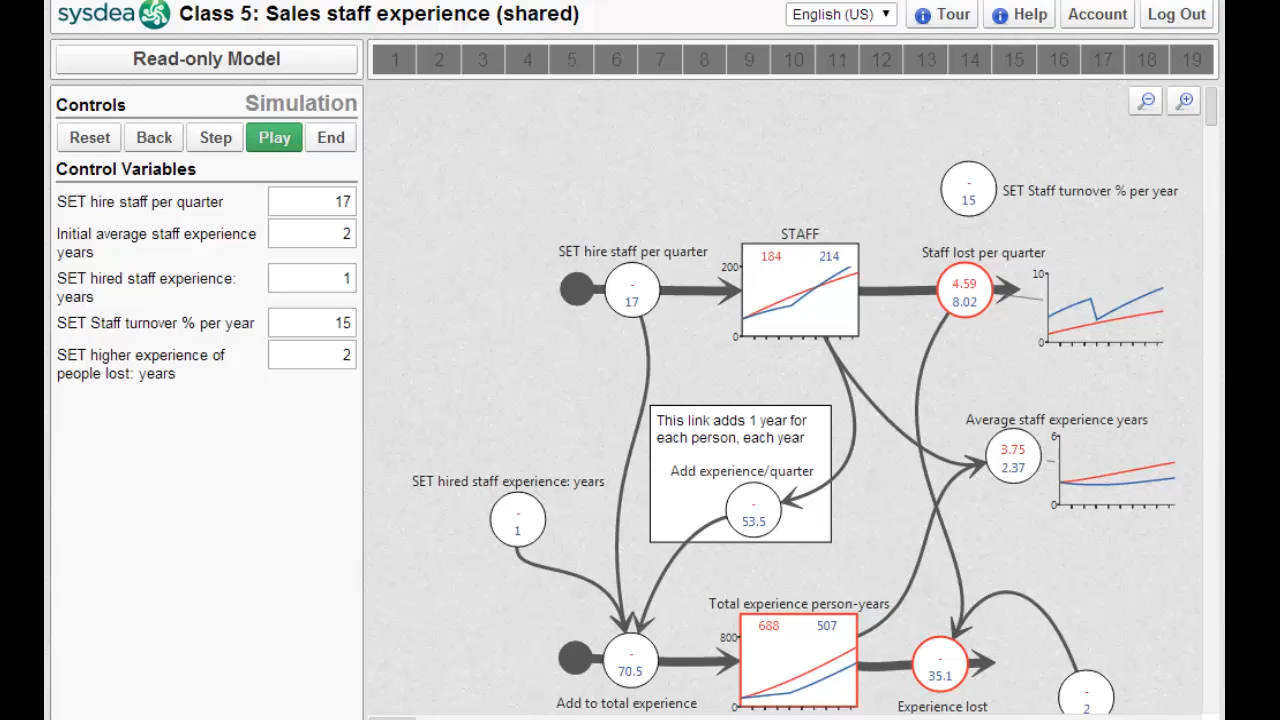 sysdea Class 5: Sales staff experience (shared) English (US) ▼ Tour Help Account Log Out
Read-only Model 1 2 3 4 5 6 7 8 9 10 11 12 13 14 15 16 17 18 19
Controls Simulation
Reset Back Step Play End
Control Variables
SET hire staff per quarter 17
Initial average staff experience
years 2
SET hired staff experience:
years 1
SET Staff turnover % per year 15
SET higher experience of
people lost: years 2
-
15
SET Staff turnover % per year
SET hire staff per quarter
-
17
STAFF
200
184 214
0
Staff lost per quarter
4.59
8.02
10
0
This link adds 1 year for
each person, each year
Add experience/quarter
-
53.5
Average staff experience years
3.75
2.37
6
0
SET hired staff experience: years
-
1
Total experience person-years
800
688 507
0
-
70.5
Add to total experience
-
35.1
Experience lost
-
2